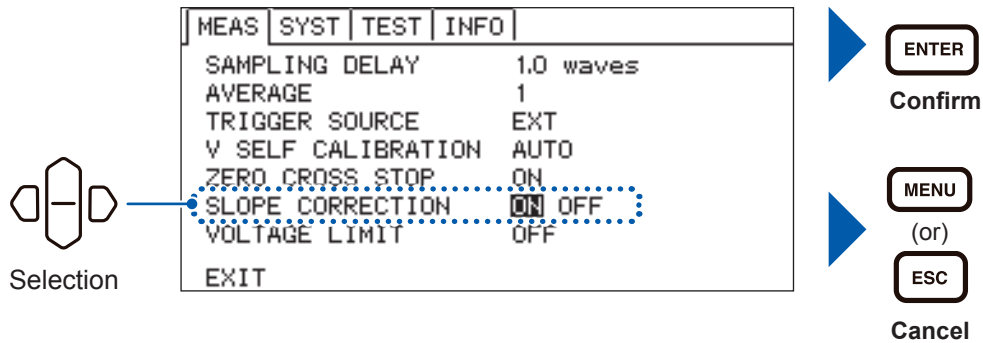 MEAS SYST TEST INFO
SAMPLING DELAY 1.0 waves
AVERAGE 1
TRIGGER SOURCE EXT
V SELF CALIBRATION AUTO
ZERO CROSS STOP ON
SLOPE CORRECTION ON OFF
VOLTAGE LIMIT OFF
EXIT
Selection
ENTER
Confirm
MENU
(or)
ESC
Cancel